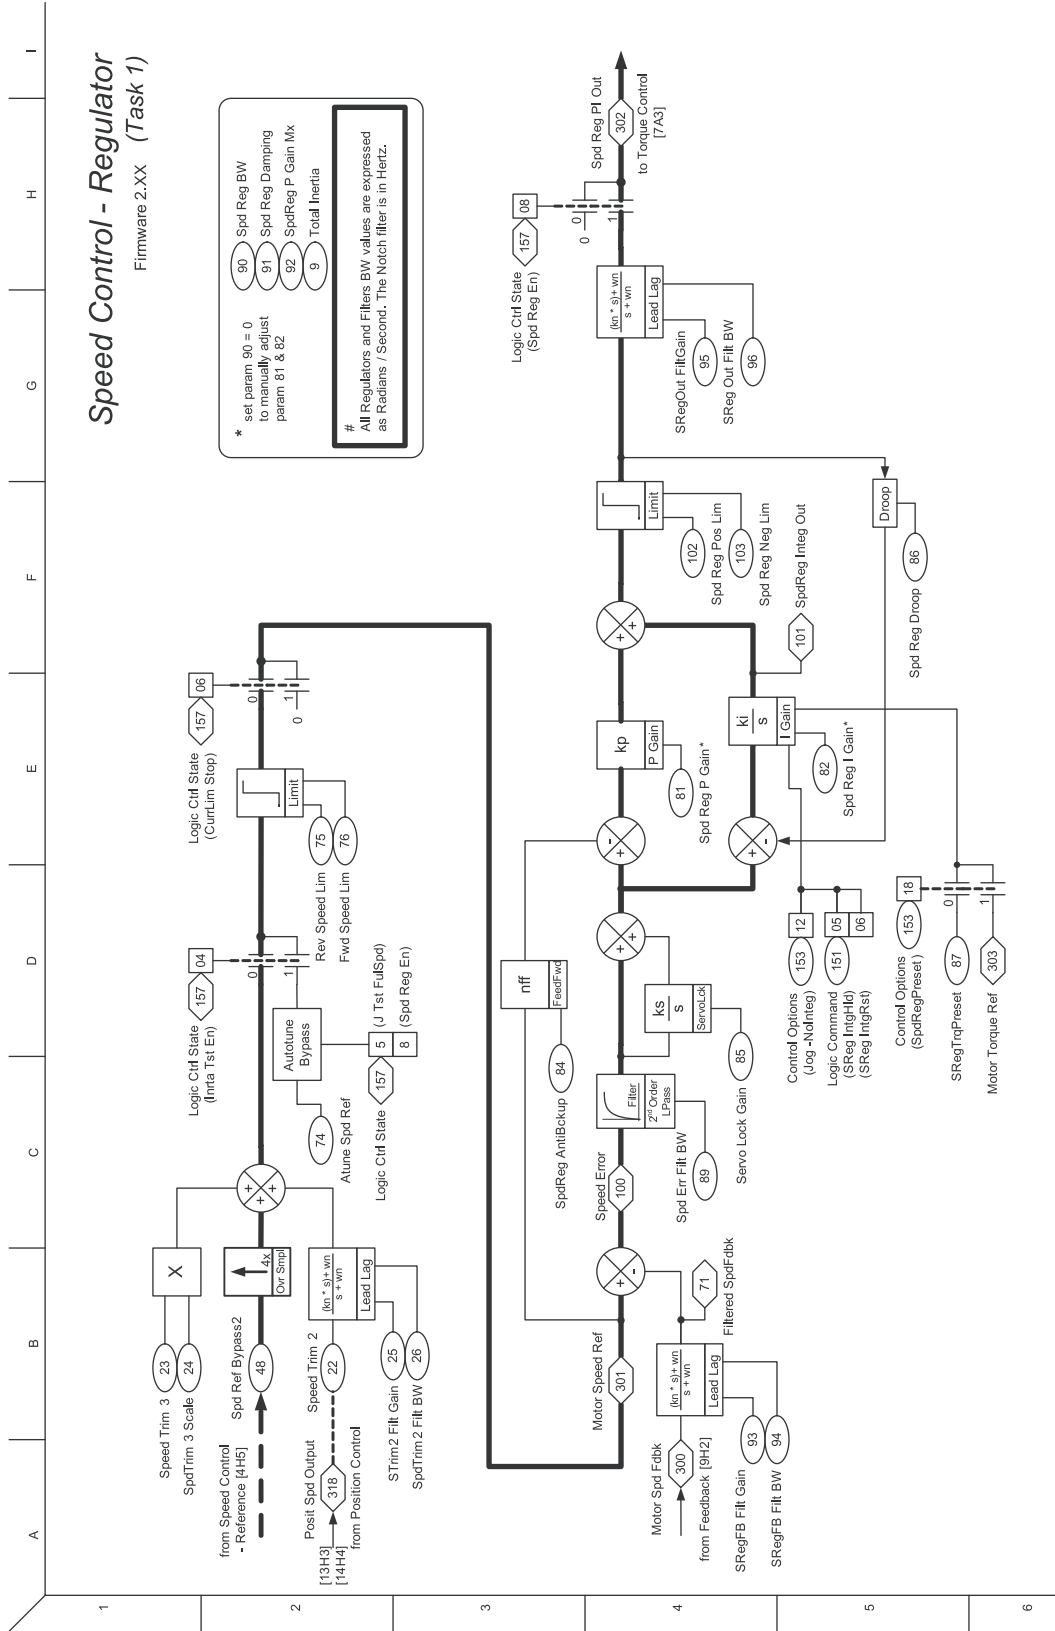 A
B
C
D
E
F
G
H
I
1
2
3
4
5
6
Speed Control - Regulator
Firmware 2.XX (Task 1)
* set param 90 = 0
to manually adjust
param 81 & 82
90 Spd Reg BW
91 Spd Reg Damping
92 SpdReg P Gain Mx
9 Total Inertia
#
All Regulators and Filters BW values are expressed
as Radians / Second. The Notch filter is in Hertz.
Speed Trim 3
23
SpdTrim 3 Scale
24
X
from Speed Control
- Reference [4H5]
Spd Ref Bypass2
48
4x
Ovr Smpl
Posit Spd Output
[13H3]
[14H4]
318
from Position Control
Speed Trim 2
22
(kn * s)+ wn
s + wn
Lead Lag
STrim2 Filt Gain
25
SpdTrim 2 Filt BW
26
+
+
+
Atune Spd Ref
74
Autotune
Bypass
Logic Ctrl State
157
5 (J Tst FulSpd)
8 (Spd Reg En)
Logic Ctrl State
(Inrta Tst En)
157
04
0
1
Limit
Rev Speed Lim
75
Fwd Speed Lim
76
Logic Ctrl State
(CurrLim Stop)
157
06
0
1
0
Motor Speed Ref
301
Motor Spd Fdbk
300
from Feedback [9H2]
(kn * s)+ wn
s + wn
Lead Lag
SRegFB Filt Gain
93
SRegFB Filt BW
94
71
Filtered SpdFdbk
+
-
Speed Error
100
Filter
2nd Order
LPass
Spd Err Filt BW
89
SpdReg AntiBckup
84
nff
FeedFwd
ks
s
ServoLck
Servo Lock Gain
85
+
+
-
+
kp
P Gain
81
Spd Reg P Gain*
+
-
ki
s
I Gain
82
Spd Reg I Gain*
Control Options
(Jog -NoInteg)
153
12
Logic Command
(SReg IntgHld)
(SReg IntgRst)
151
05
06
Control Options
(SpdRegPreset)
153
18
0
1
SRegTrqPreset
87
Motor Torque Ref
303
+
+
101
SpdReg Integ Out
Limit
102
Spd Reg Pos Lim
103
Spd Reg Neg Lim
Droop
86
Spd Reg Droop
(kn * s)+ wn
s + wn
Lead Lag
SRegOut FiltGain
95
SReg Out Filt BW
96
Logic Ctrl State
(Spd Reg En)
157
08
0
0
1
Spd Reg PI Out
302
to Torque Control
[7A3]